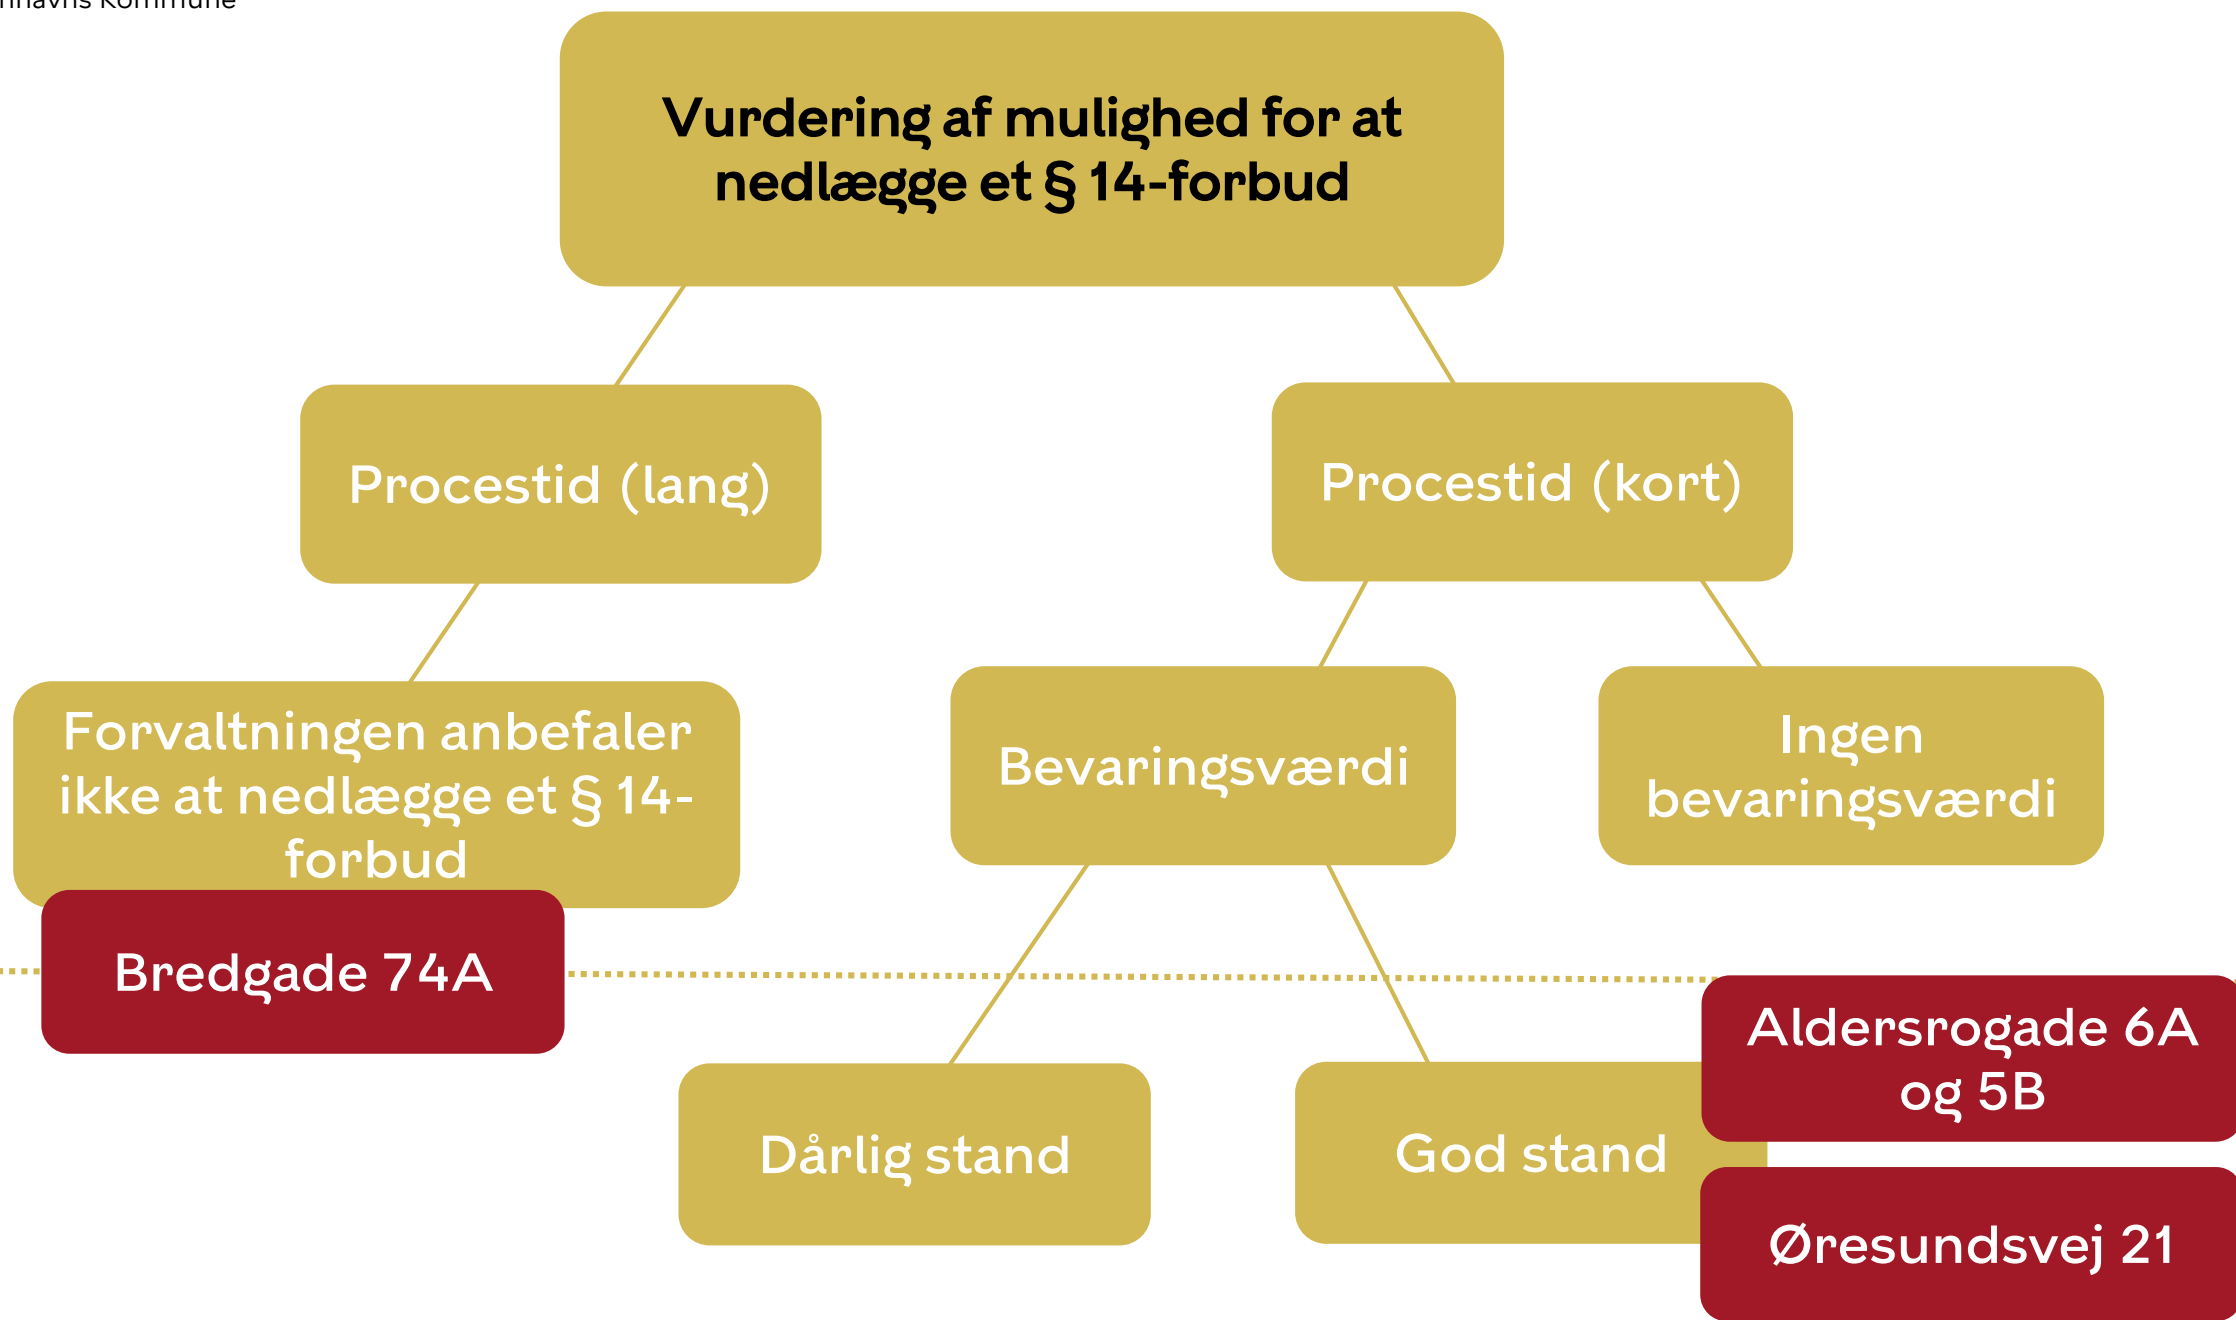 Kommune
Vurdering af mulighed for at
nedlægge et § 14-forbud
Procestid (lang)
Procestid (kort)
Forvaltningen anbefaler
ikke at nedlægge et § 14-
forbud
Bevaringsværdi
Ingen
bevaringsværdi
Bredgade 74A
Aldersrogade 6A
og 5B
Dårlig stand
God stand
Øresundsvej 21